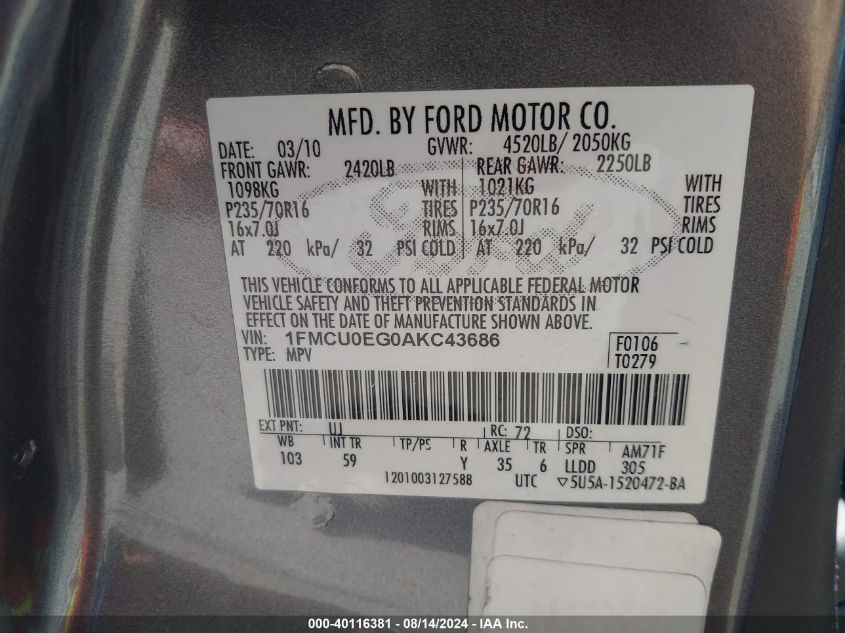 MFD. BY FORD MOTOR CO.
DATE: 03/10 GVWR: 4520LB/ 2050KG
FRONT GAWR: 2420LB REAR GAWR: 2250LB
1098KG WITH 1021KG WITH
P235/70R16 TIRES P235/70R16 TIRES
16x7.0J RIMS 16x7.0J RIMS
AT 220 kPa/ 32 PSI COLD AT 220 kPa/ 32 PSI COLD
Ford
THIS VEHICLE CONFORMS TO ALL APPLICABLE FEDERAL MOTOR
VEHICLE SAFETY AND THEFT PREVENTION STANDARDS IN
EFFECT ON THE DATE OF MANUFACTURE SHOWN ABOVE.
VIN: 1FMCU0EG0AKC43686 F0106
TYPE: MPV T0279
EXT PNT: UJ RC: 72 DSO:
WB INT TR TP/PS R AXLE TR SPR AM71F
103 59 Y 35 6 LLDD 305
1201003127588 UTC ▽5U5A-1520472-BA
000-40116381 - 08/14/2024 - IAA Inc.